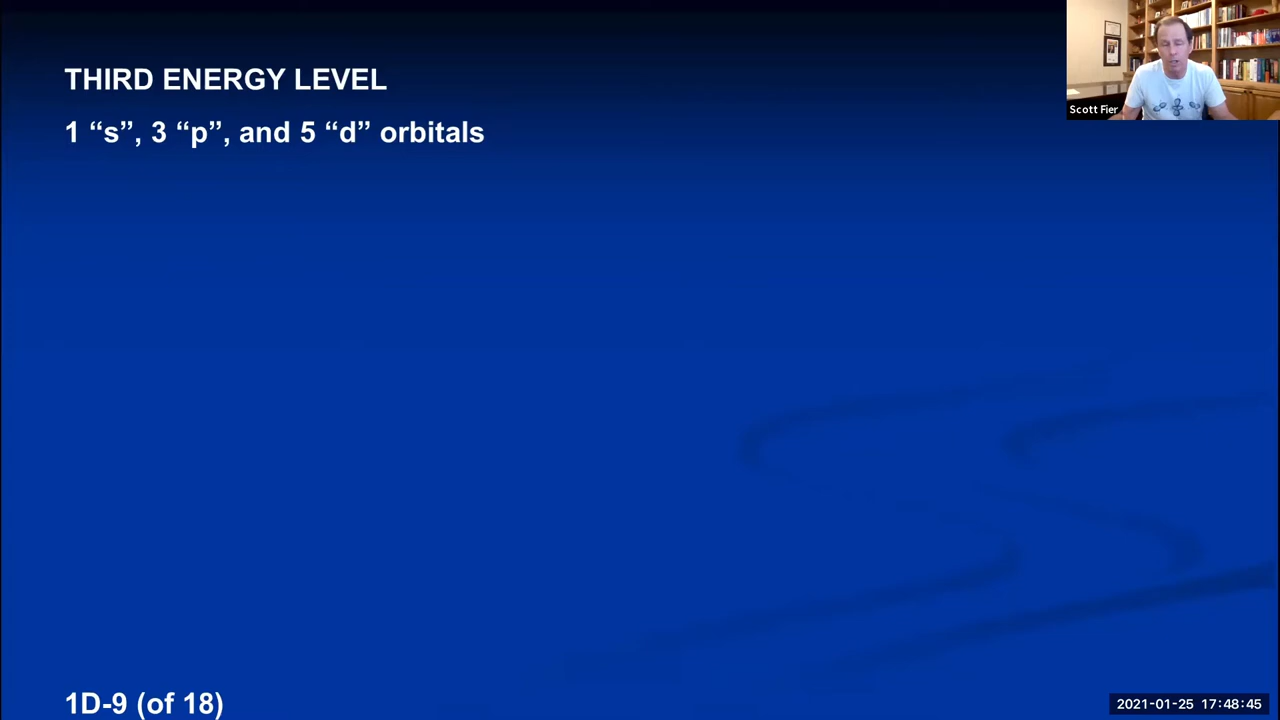 THIRD ENERGY LEVEL
1 “s”, 3 “p”, and 5 “d” orbitals
Scott Fier
1D-9 (of 18)
2021-01-25 17:48:45